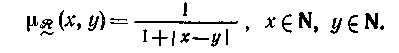 μ_ℛ̰ (x, y) = 1 / (1+|x−y|), x ∈ N, y ∈ N.